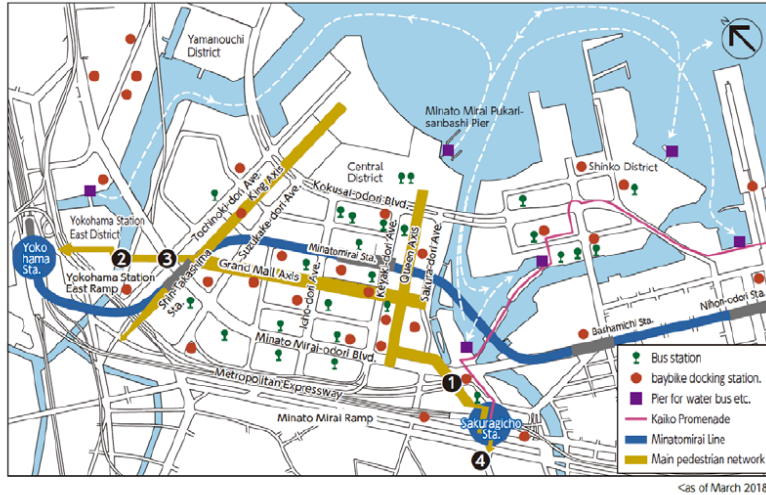 Yamanouchi
District
Minato Mirai Pukari-
sanbashi Pier
Central
District
Shinko District
Kokusai-odori Blvd.
Tochinoki-dori Ave.
King Axis
Suzukake-dori Ave.
Yokohama Station
East District
Yoko
hama
Sta.
2
3
Yokohama Station
East Ramp
Shin-Takashima
Sta.
Minatomirai Sta.
Grand Mall Axis
Icho-dori Ave.
Keyaki-dori Ave.
Queen Axis
Sakura-dori Ave.
Minato Mirai-odori Blvd.
Metropolitan Expressway
Minato Mirai Ramp
1
Sakuragicho
Sta.
4
Bashamichi Sta.
Nihon-odori Sta.
Bus station
baybike docking station.
Pier for water bus etc.
Kaiko Promenade
Minatomirai Line
Main pedestrian network
<as of March 2018